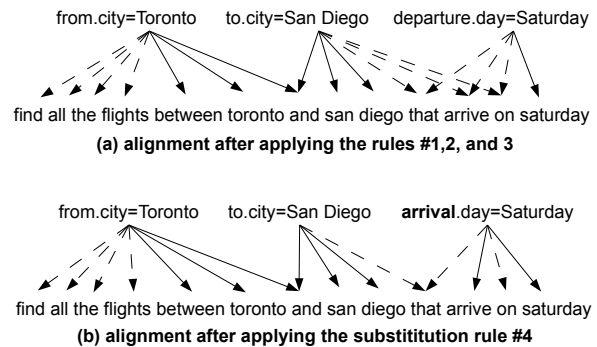 from.city=Toronto to.city=San Diego departure.day=Saturday
find all the flights between toronto and san diego that arrive on saturday
(a) alignment after applying the rules #1,2, and 3
from.city=Toronto to.city=San Diego arrival.day=Saturday
find all the flights between toronto and san diego that arrive on saturday
(b) alignment after applying the substititution rule #4